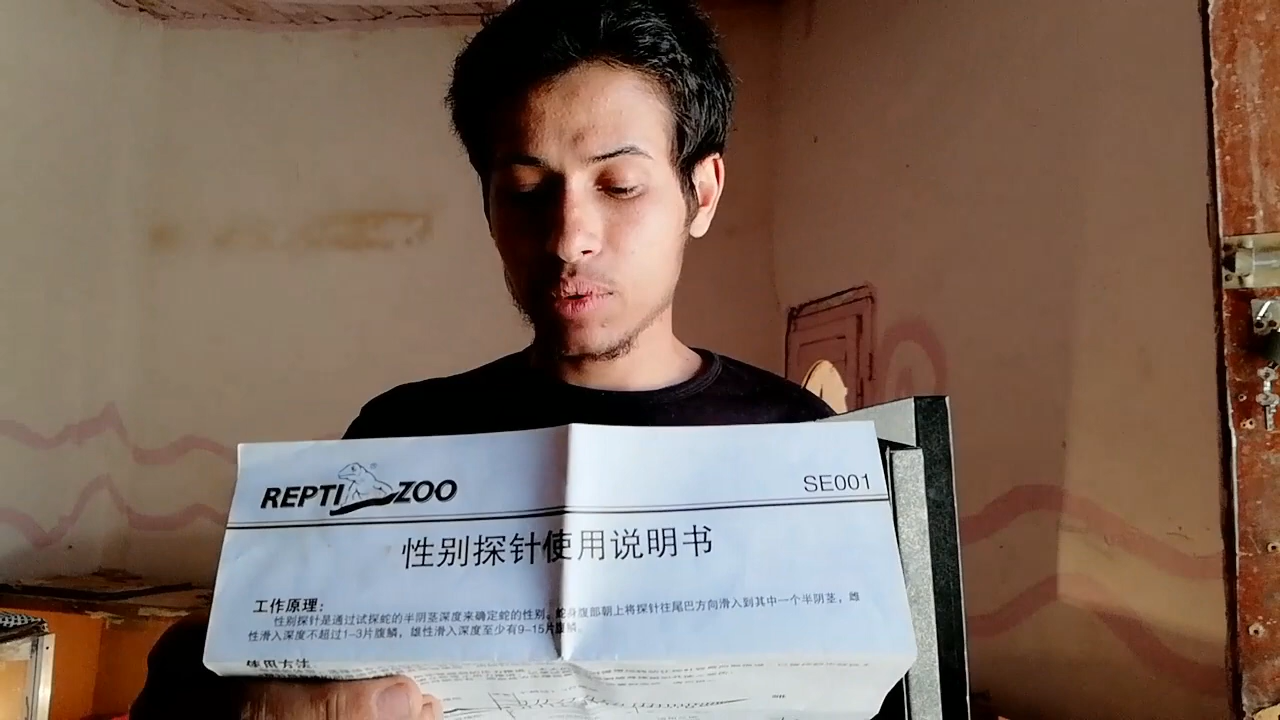 REPTI ZOO
SE001
性别探针使用说明书
工作原理:
性别探针是通过试探蛇的半阴茎深度来确定蛇的性别。蛇身腹部朝上将探针往尾巴方向滑入到其中一个半阴茎,雌
性滑入深度不超过1-3片腹鳞,雄性滑入深度至少有9-15片腹鳞。
使用方法